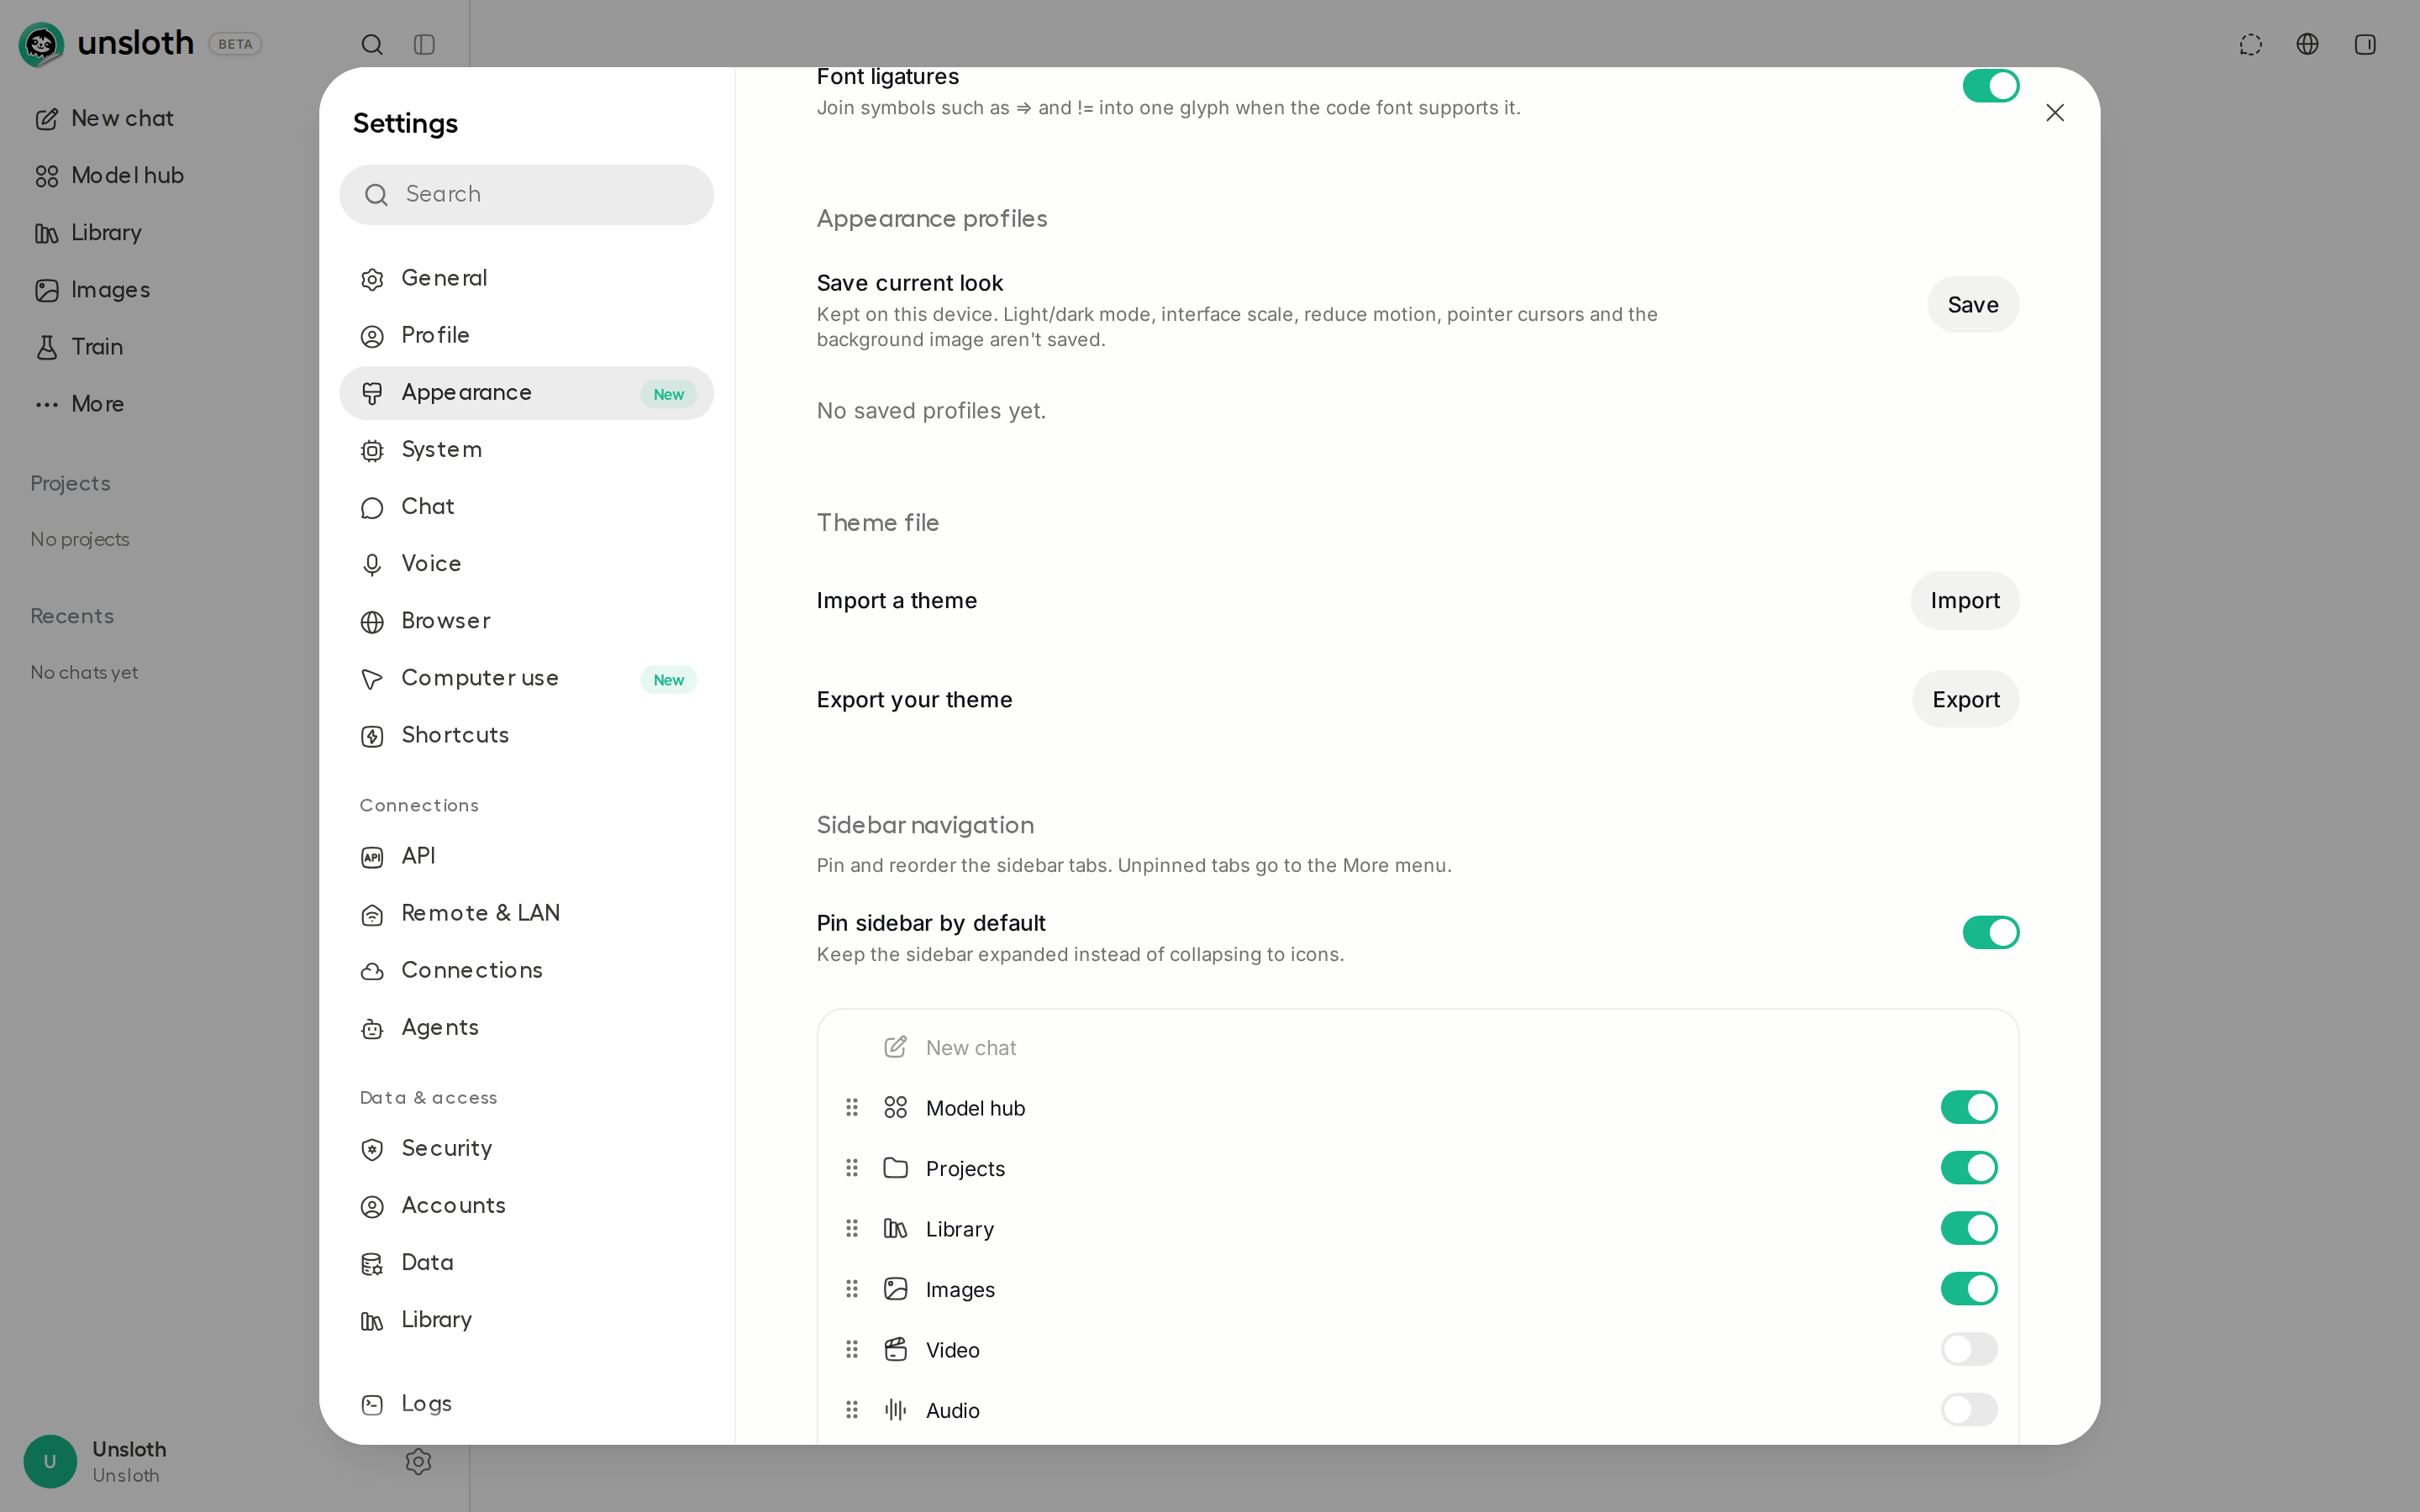 unsloth BETA
New chat
Model hub
Library
Images
Train
More
Projects
No projects
Recents
No chats yet
U
Unsloth
Unsloth
Settings
Search
General
Profile
Appearance New
System
Chat
Voice
Browser
Computer use New
Shortcuts
Connections
API
Remote & LAN
Connections
Agents
Data & access
Security
Accounts
Data
Library
Logs
Font ligatures
Join symbols such as => and != into one glyph when the code font supports it.
Appearance profiles
Save current look
Kept on this device. Light/dark mode, interface scale, reduce motion, pointer cursors and the
background image aren't saved.
Save
No saved profiles yet.
Theme file
Import a theme
Import
Export your theme
Export
Sidebar navigation
Pin and reorder the sidebar tabs. Unpinned tabs go to the More menu.
Pin sidebar by default
Keep the sidebar expanded instead of collapsing to icons.
New chat
Model hub
Projects
Library
Images
Video
Audio